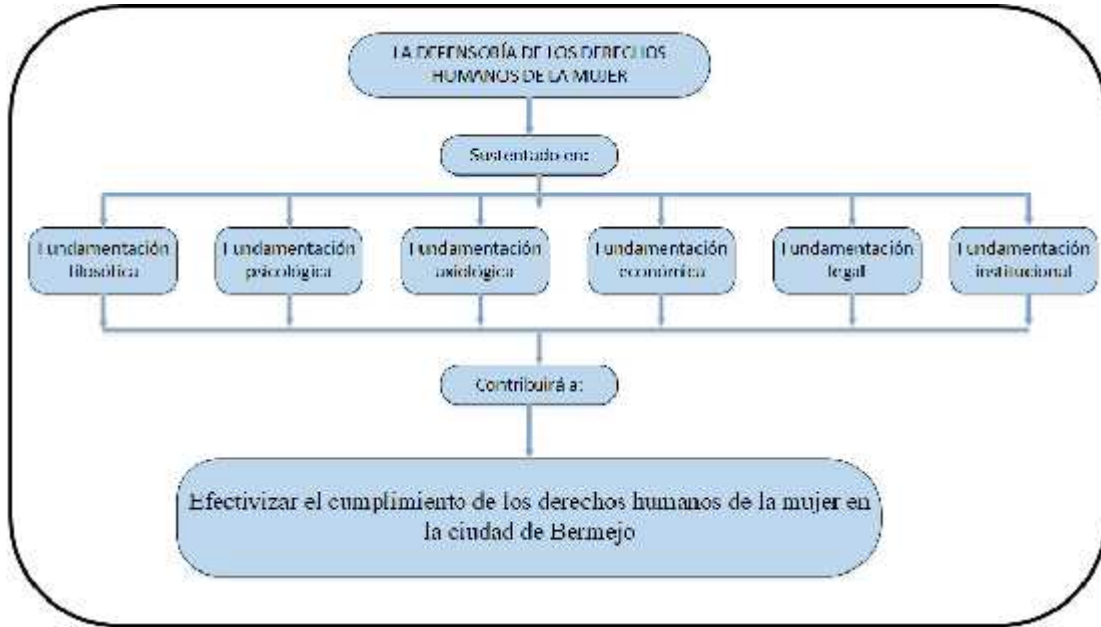 LA DEFENSORÍA DE LOS DERECHOS
HUMANOS DE LA MUJER
Sustentado en:
Fundamentación
filosófica
Fundamentación
psicológica
Fundamentación
axiológica
Fundamentación
económica
Fundamentación
legal
Fundamentación
institucional
Contribuirá a:
Efectivizar el cumplimiento de los derechos humanos de la mujer en
la ciudad de Bermejo